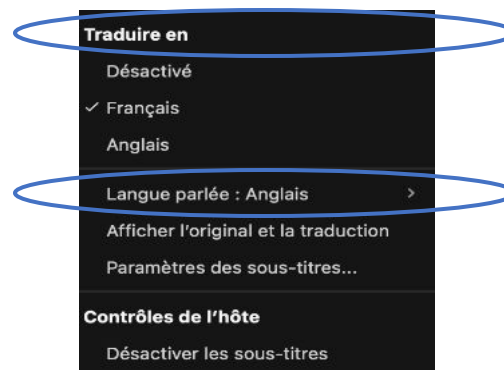 Traduire en
Désactivé
✓ Français
Anglais
Langue parlée : Anglais >
Afficher l'original et la traduction
Paramètres des sous-titres...
Contrôles de l'hôte
Désactiver les sous-titres